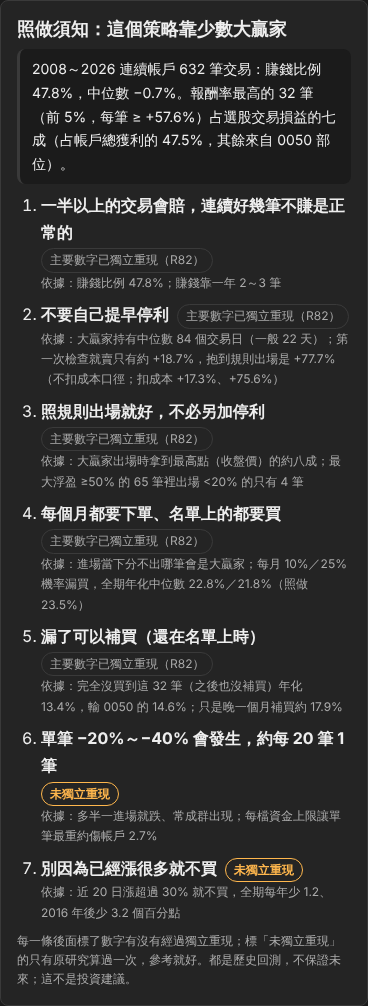 照做須知：這個策略靠少數大贏家
2008～2026 連續帳戶 632 筆交易：賺錢比例
47.8%，中位數 −0.7%。報酬率最高的 32 筆
（前 5%，每筆 ≥ +57.6%）占選股交易損益的七
成（占帳戶總獲利的 47.5%，其餘來自 0050 部
位）。
1. 一半以上的交易會賠，連續好幾筆不賺是正
常的
主要數字已獨立重現（R82）
依據：賺錢比例 47.8%；賺錢靠一年 2～3 筆
2. 不要自己提早停利 主要數字已獨立重現（R82）
依據：大贏家持有中位數 84 個交易日（一般 22 天）；第
一次檢查就賣只有約 +18.7%，抱到規則出場是 +77.7%
（不扣成本口徑；扣成本 +17.3%、+75.6%）
3. 照規則出場就好，不必另加停利
主要數字已獨立重現（R82）
依據：大贏家出場時拿到最高點（收盤價）的約八成；最
大浮盈 ≥50% 的 65 筆裡出場 <20% 的只有 4 筆
4. 每個月都要下單、名單上的都要買
主要數字已獨立重現（R82）
依據：進場當下分不出哪筆會是大贏家；每月 10%／25%
機率漏買，全期年化中位數 22.8%／21.8%（照做
23.5%）
5. 漏了可以補買（還在名單上時）
主要數字已獨立重現（R82）
依據：完全沒買到這 32 筆（之後也沒補買）年化
13.4%，輸 0050 的 14.6%；只是晚一個月補買約 17.9%
6. 單筆 −20%～−40% 會發生，約每 20 筆 1
筆
未獨立重現
依據：多半一進場就跌、常成群出現；每檔資金上限讓單
筆最重約傷帳戶 2.7%
7. 別因為已經漲很多就不買 未獨立重現
依據：近 20 日漲超過 30% 就不買，全期每年少 1.2、
2016 年後少 3.2 個百分點
每一條後面標了數字有沒有經過獨立重現；標「未獨立重現」
的只有原研究算過一次，參考就好。都是歷史回測，不保證未
來；這不是投資建議。